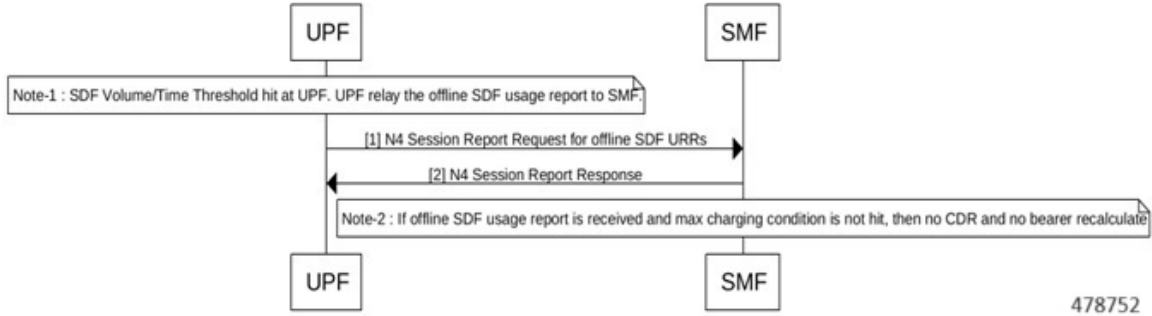 UPF SMF
Note-1 : SDF Volume/Time Threshold hit at UPF. UPF relay the offline SDF usage report to SMF.
[1] N4 Session Report Request for offline SDF URRs
[2] N4 Session Report Response
Note-2 : If offline SDF usage report is received and max charging condition is not hit, then no CDR and no bearer recalculate
UPF SMF
478752